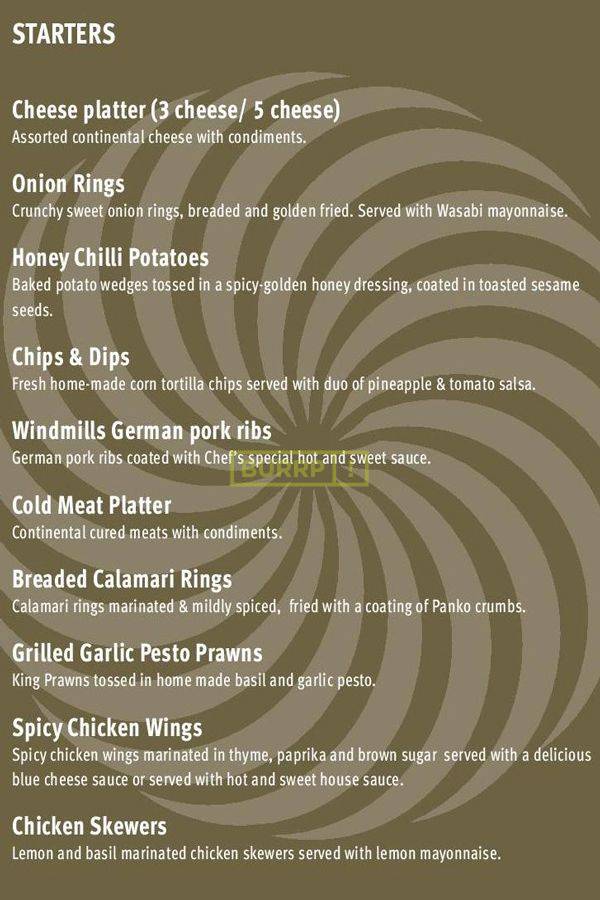 STARTERS
Cheese platter (3 cheese/ 5 cheese)
Assorted continental cheese with condiments.
Onion Rings
Crunchy sweet onion rings, breaded and golden fried. Served with Wasabi mayonnaise.
Honey Chilli Potatoes
Baked potato wedges tossed in a spicy-golden honey dressing, coated in toasted sesame
seeds.
Chips & Dips
Fresh home-made corn tortilla chips served with duo of pineapple & tomato salsa.
Windmills German pork ribs
German pork ribs coated with Chef's special hot and sweet sauce.
BURRP !
Cold Meat Platter
Continental cured meats with condiments.
Breaded Calamari Rings
Calamari rings marinated & mildly spiced, fried with a coating of Panko crumbs.
Grilled Garlic Pesto Prawns
King Prawns tossed in home made basil and garlic pesto.
Spicy Chicken Wings
Spicy chicken wings marinated in thyme, paprika and brown sugar served with a delicious
blue cheese sauce or served with hot and sweet house sauce.
Chicken Skewers
Lemon and basil marinated chicken skewers served with lemon mayonnaise.